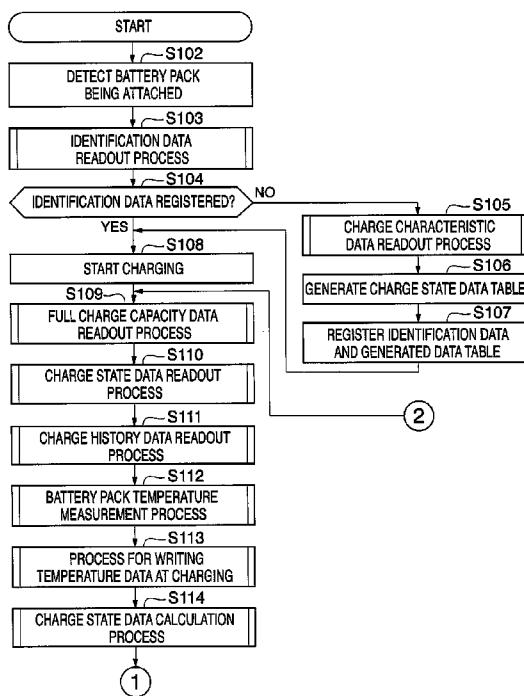 START
S102
DETECT BATTERY PACK
BEING ATTACHED
S103
IDENTIFICATION DATA
READOUT PROCESS
S104
IDENTIFICATION DATA REGISTERED?
NO
YES
S105
CHARGE CHARACTERISTIC
DATA READOUT PROCESS
S106
GENERATE CHARGE STATE DATA TABLE
S107
REGISTER IDENTIFICATION DATA
AND GENERATED DATA TABLE
S108
START CHARGING
2
S109
FULL CHARGE CAPACITY DATA
READOUT PROCESS
S110
CHARGE STATE DATA READOUT
PROCESS
S111
CHARGE HISTORY DATA READOUT
PROCESS
S112
BATTERY PACK TEMPERATURE
MEASUREMENT PROCESS
S113
PROCESS FOR WRITING
TEMPERATURE DATA AT CHARGING
S114
CHARGE STATE DATA CALCULATION
PROCESS
1